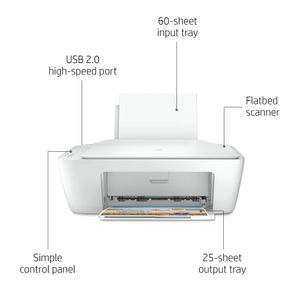 60-sheet
input tray
USB 2.0
high-speed port
Flatbed
scanner
Simple
control panel
25-sheet
output tray